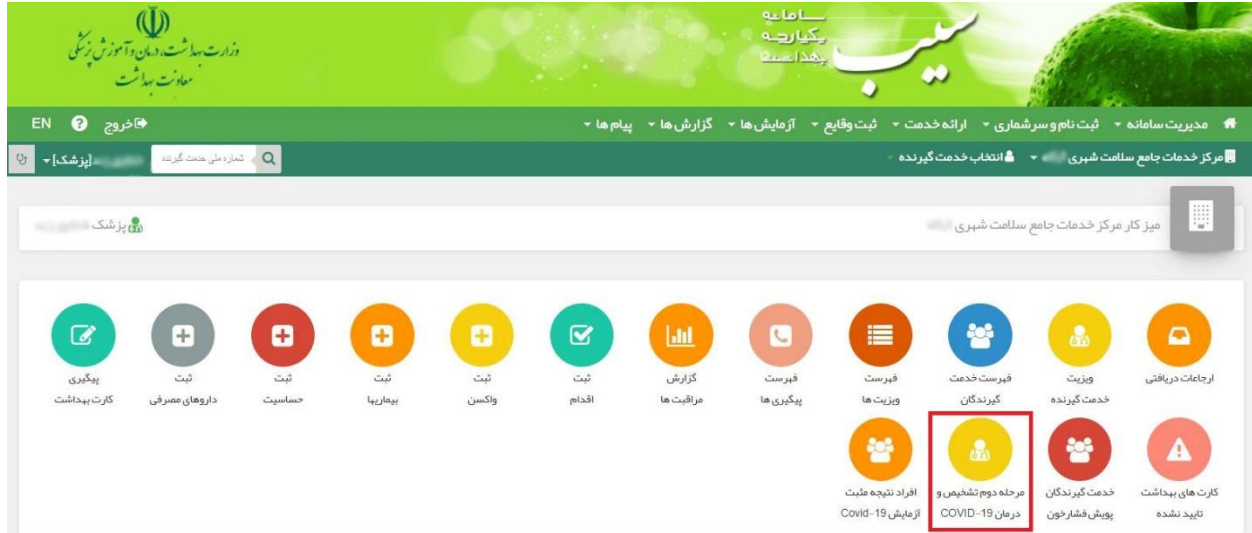 سامانه
یکپارچه
بهداشت
سیب
وزارت بهداشت، درمان و آموزش پزشکی
معاونت بهداشت
مدیریت سامانه ثبت نام و سرشماری ارائه خدمت ثبت وقایع آزمایش ها گزارش ها پیام ها خروج ? EN
مرکز خدمات جامع سلامت شهری انتخاب خدمت گیرنده شماره ملی خدمت گیرنده [پزشک]
میز کار مرکز خدمات جامع سلامت شهری پزشک
ارجاعات دریافتی
ویزیت
خدمت گیرنده
فهرست خدمت
گیرندگان
فهرست
ویزیت ها
فهرست
پیگیری ها
گزارش
مراقبت ها
ثبت
اقدام
ثبت
واکسن
ثبت
بیماریها
ثبت
حساسیت
ثبت
داروهای مصرفی
پیگیری
کارت بهداشت
کارت های بهداشت
تایید نشده
خدمت گیرندگان
پویش فشارخون
مرحله دوم تشخیص و
درمان COVID-19
افراد نتیجه مثبت
آزمایش Covid-19